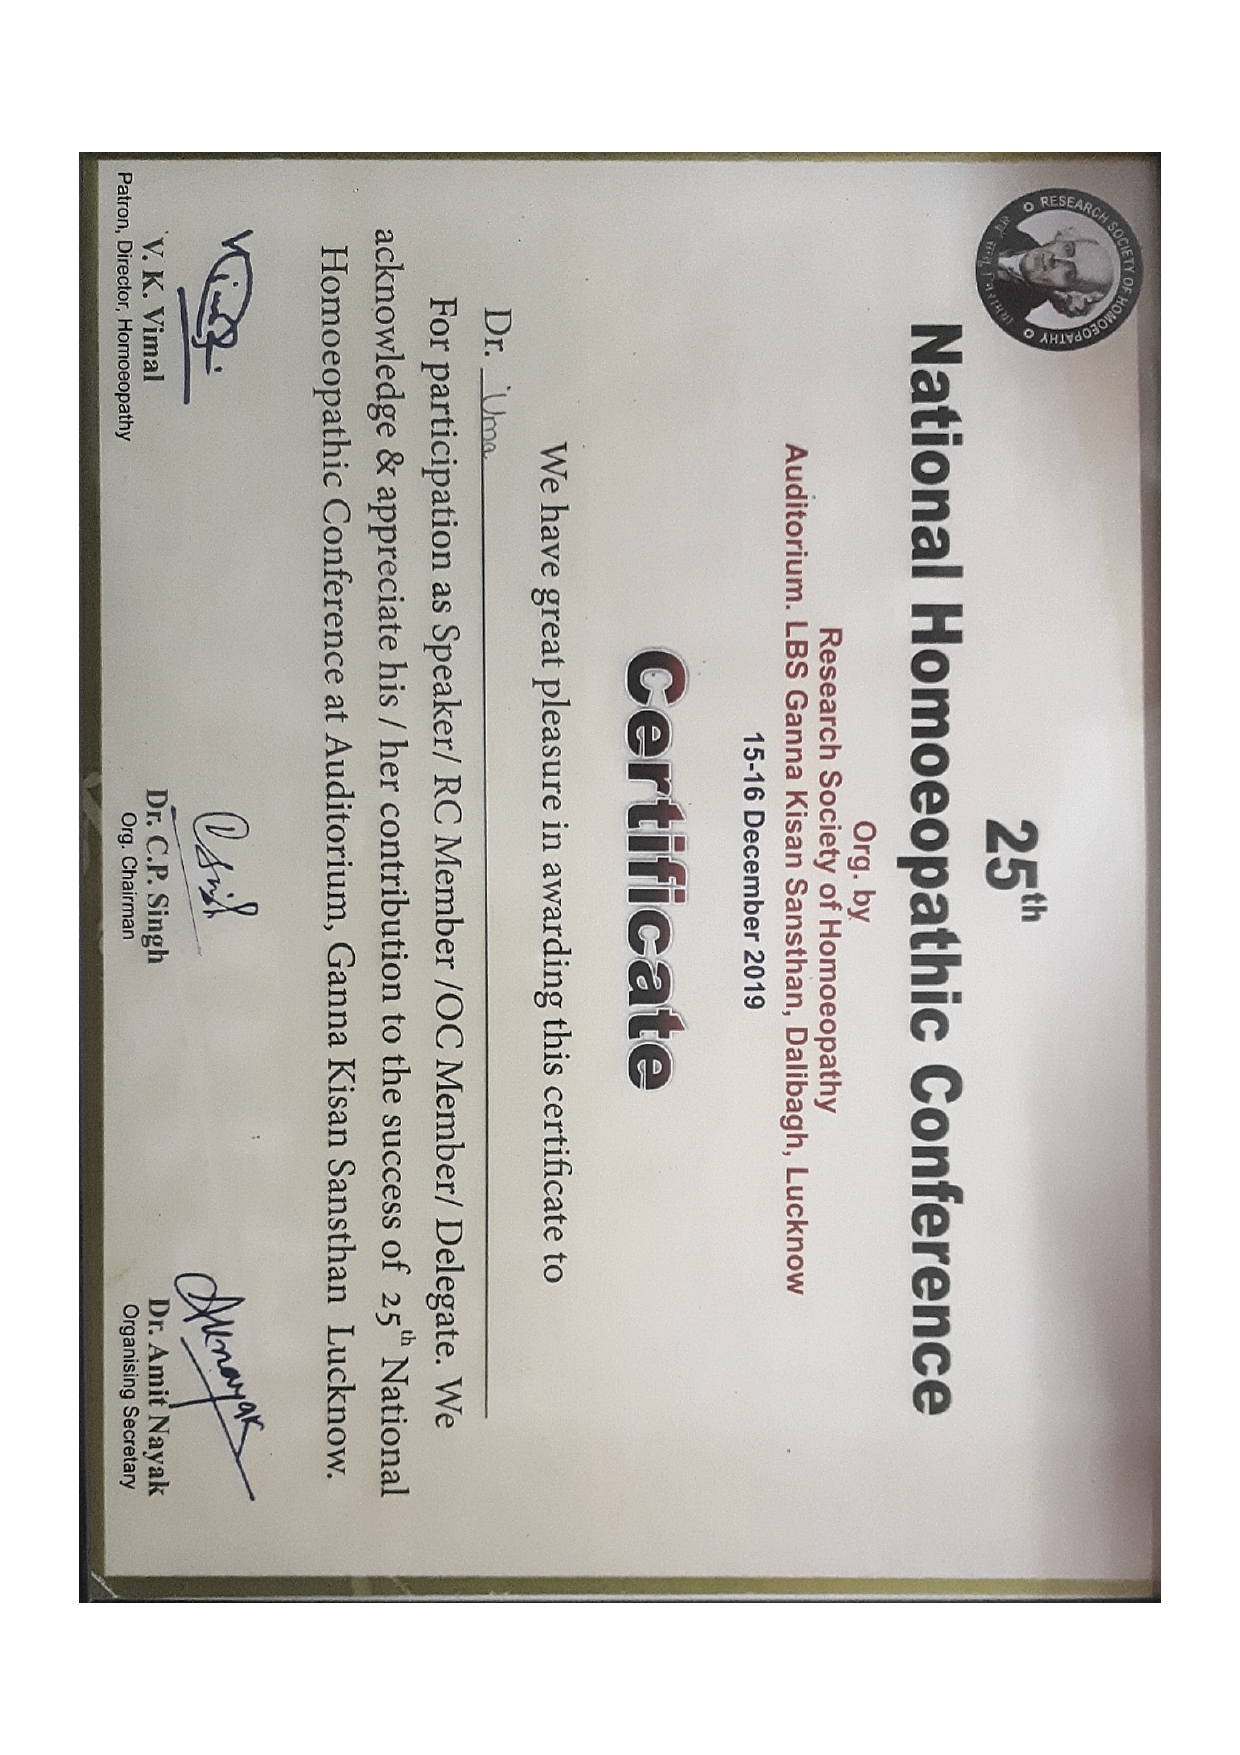 RESEARCH SOCIETY OF HOMOEOPATHY
25th
National Homoeopathic Conference
Org. by
Research Society of Homoeopathy
Auditorium. LBS Ganna Kisan Sansthan, Dalibagh, Lucknow
15-16 December 2019
Certificate
We have great pleasure in awarding this certificate to
Dr. Uma
For participation as Speaker/ RC Member /OC Member/ Delegate. We
acknowledge & appreciate his / her contribution to the success of 25th National
Homoeopathic Conference at Auditorium, Ganna Kisan Sansthan Lucknow.
V. K. Vimal
Patron, Director, Homoeopathy
Dr. C.P. Singh
Org. Chairman
Dr. Amit Nayak
Organising Secretary